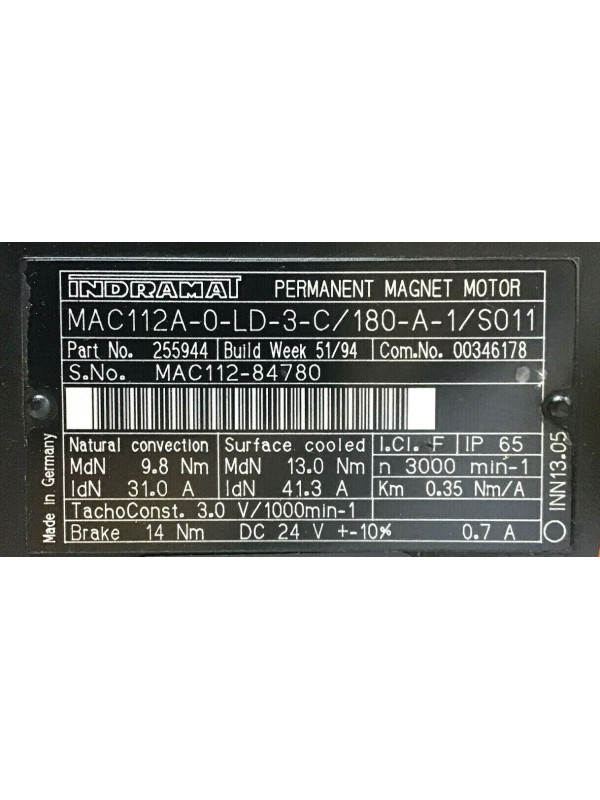 INDRAMAT PERMANENT MAGNET MOTOR
MAC112A-0-LD-3-C/180-A-1/S011
Part No. 255944 Build Week 51/94 Com.No. 00346178
S.No. MAC112-84780
Natural convection Surface cooled I.Cl. F IP 65
MdN 9.8 Nm MdN 13.0 Nm n 3000 min-1
IdN 31.0 A IdN 41.3 A Km 0.35 Nm/A
TachoConst. 3.0 V/1000min-1
Brake 14 Nm DC 24 V +-10% 0.7 A
Made in Germany
INN13.05